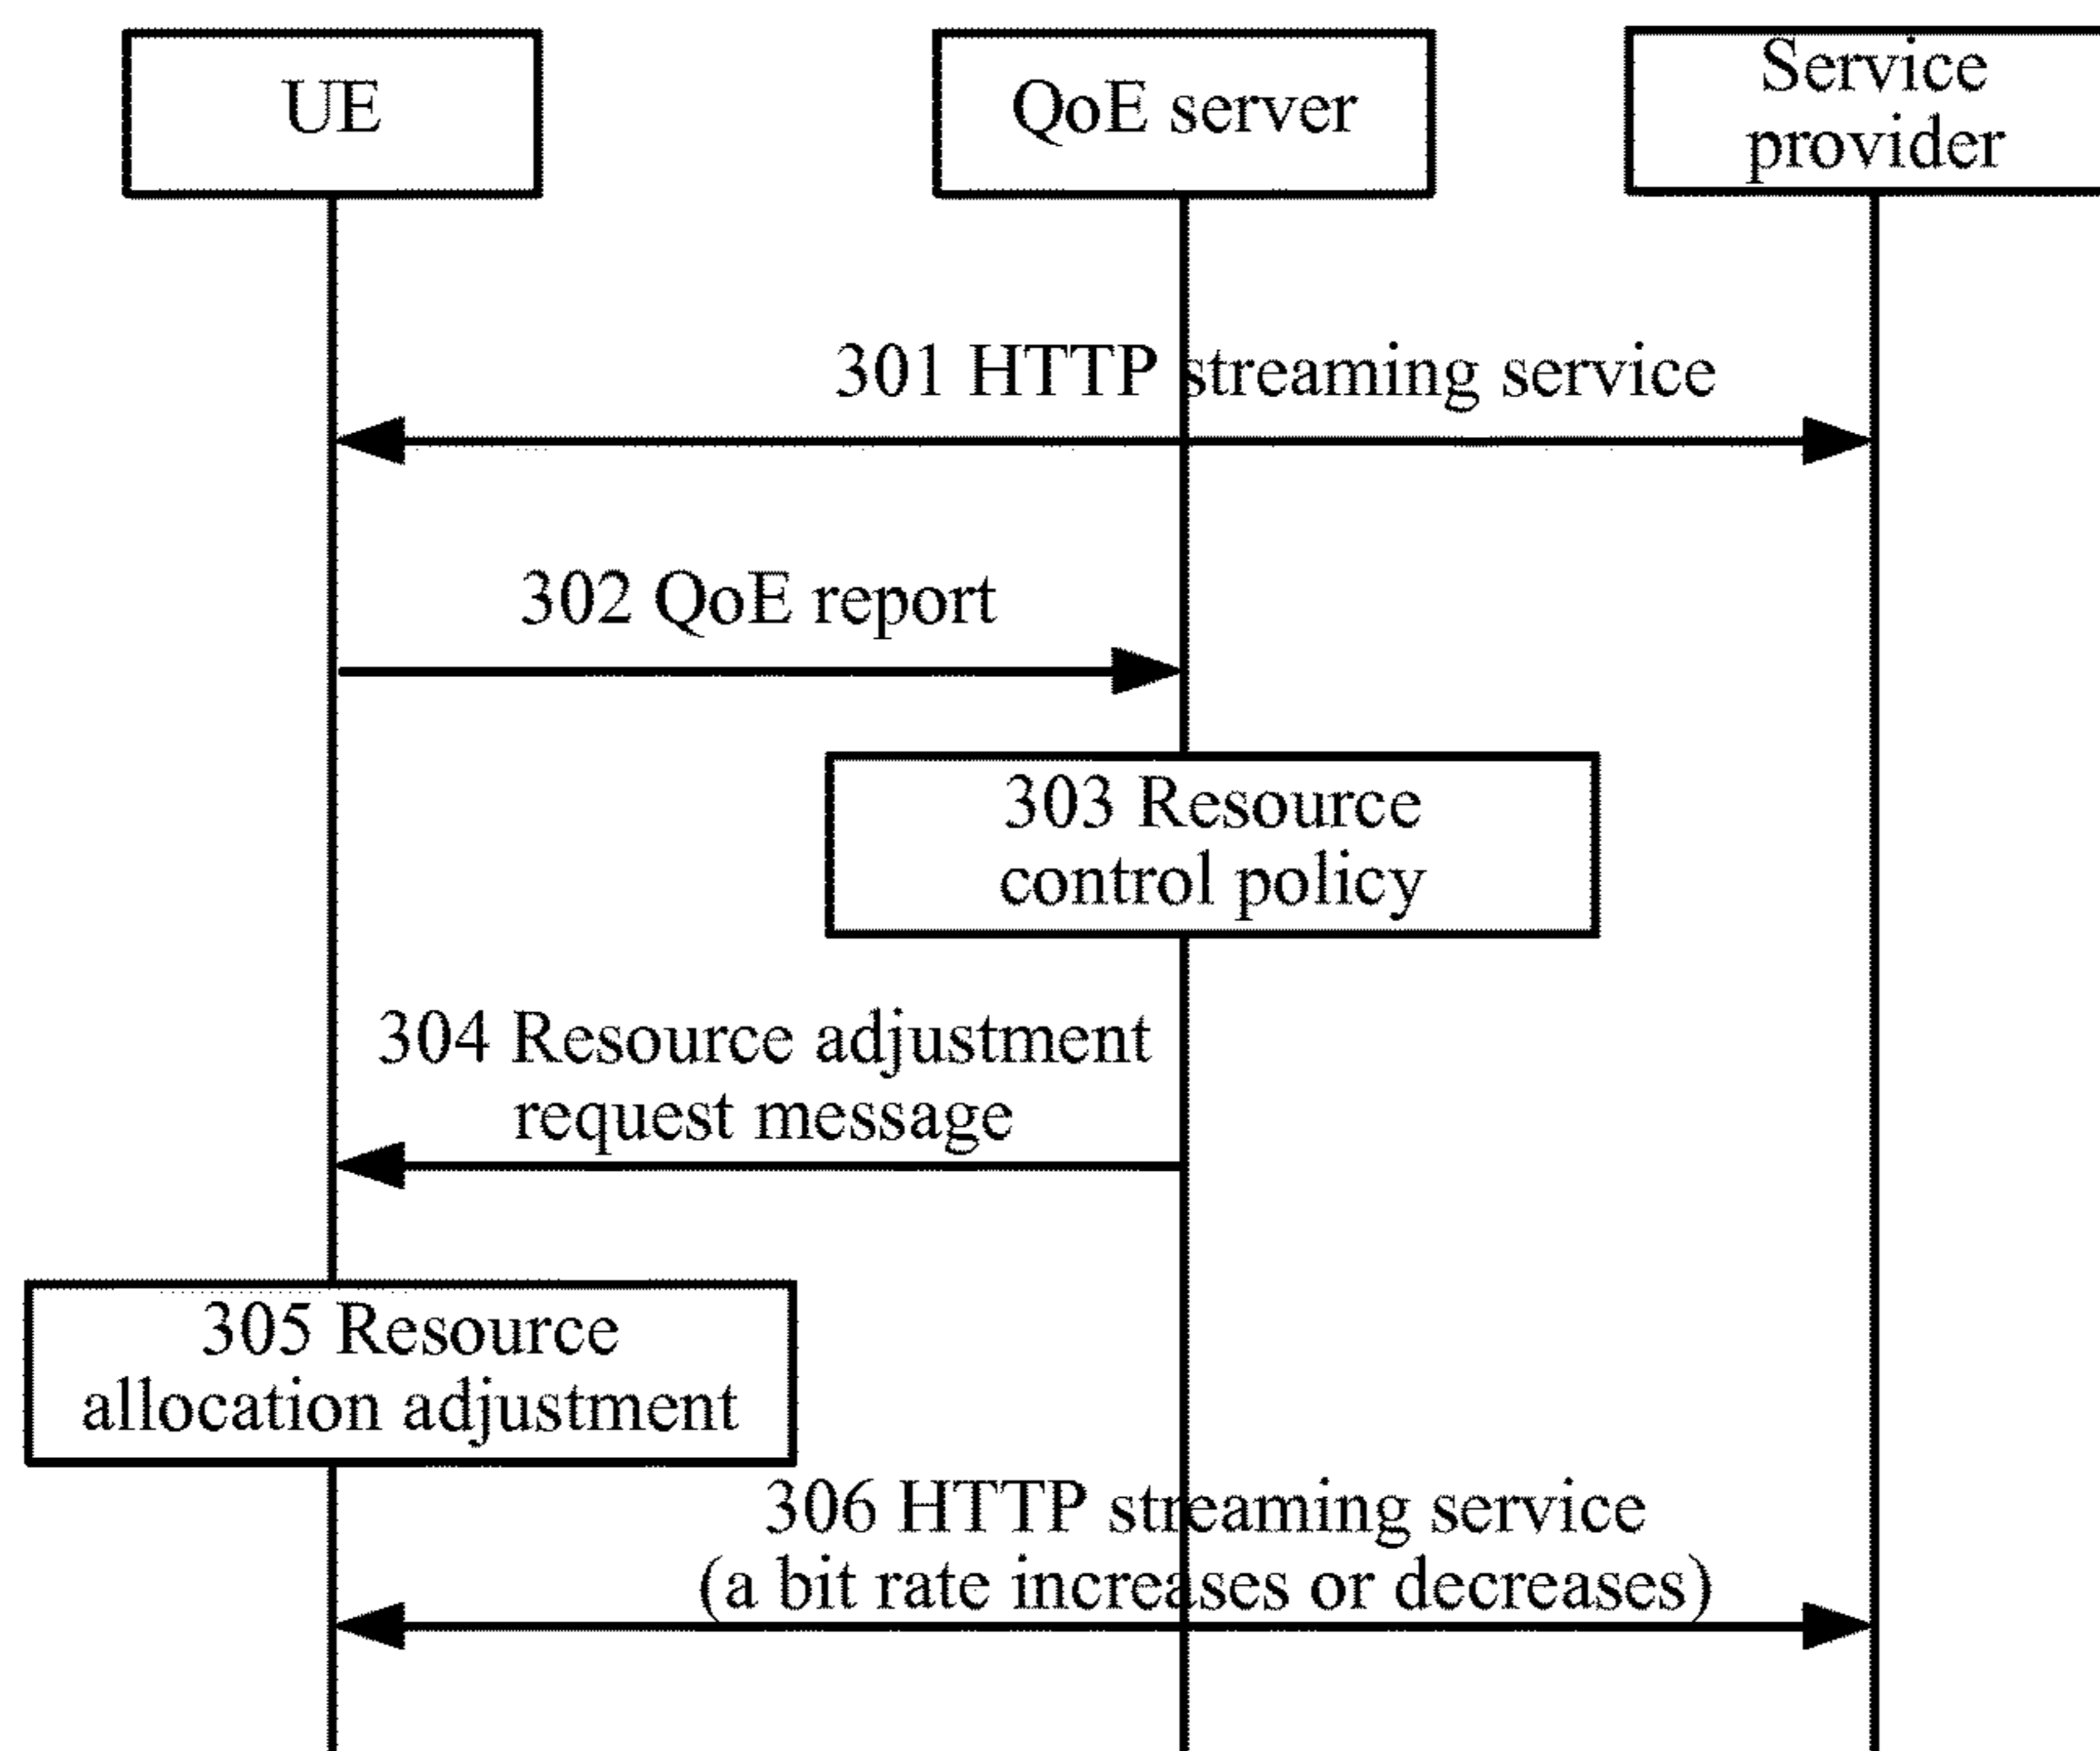 UE
QoE server
Service
provider
301 HTTP streaming service
302 QoE report
303 Resource
control policy
304 Resource adjustment
request message
305 Resource
allocation adjustment
306 HTTP streaming service
(a bit rate increases or decreases)